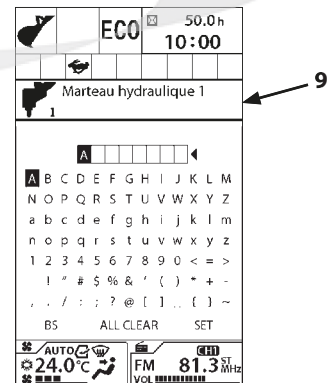 ECO 50.0 h
10:00
Marteau hydraulique 1
1
9
A
A B C D E F G H I J K L M
N O P Q R S T U V W X Y Z
a b c d e f g h i j k l m
n o p q r s t u v w x y z
1 2 3 4 5 6 7 8 9 0 < = >
! " # $ % & ' ( ) * + -
, . / : ; ? @ [ ] _ { } ~
BS ALL CLEAR SET
AUTO CH1
24.0°C FM 81.3 ST MHz
VOL